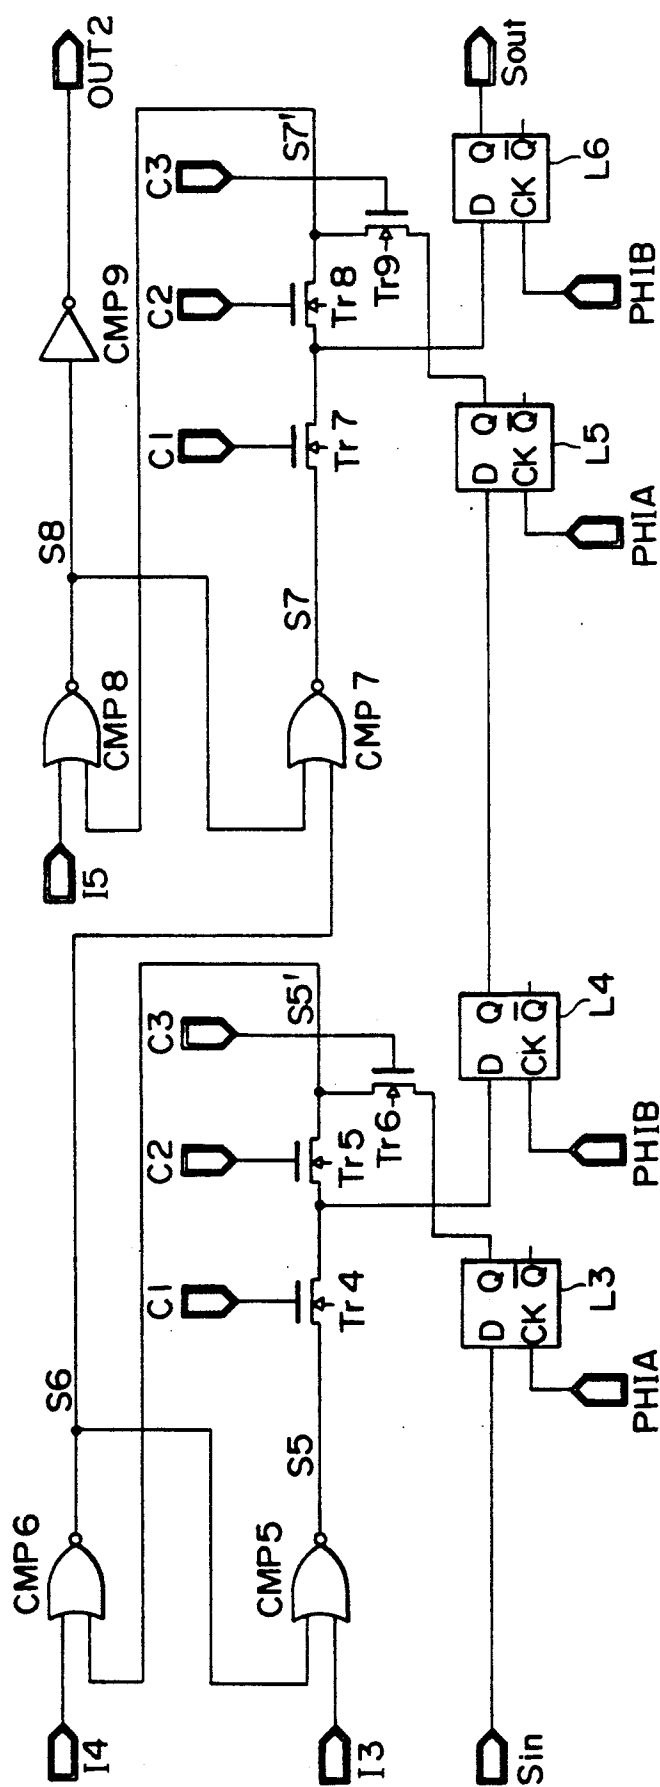 OUT2
CMP9
S8
CMP8
I5
C3
C2
C1
S7'
Tr8
Tr9
Tr7
S7
CMP7
Sout
D Q
CK Q̅
L6
PHIB
D Q
CK Q̅
L5
PHIA
S6
CMP6
I4
C3
C2
C1
S5'
Tr5
Tr6
Tr4
S5
CMP5
I3
D Q
CK Q̅
L4
PHIB
D Q
CK Q̅
L3
PHIA
Sin